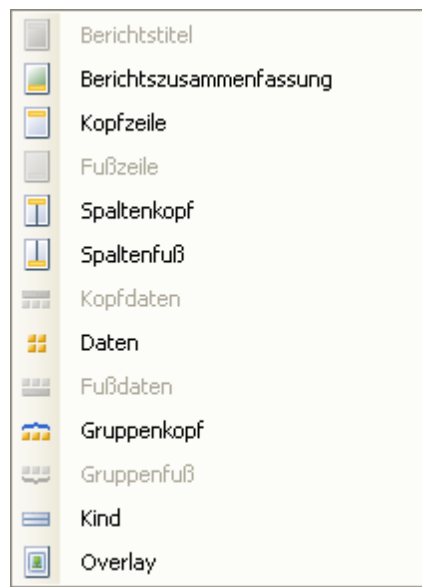 Berichtstitel
Berichtszusammenfassung
Kopfzeile
Fußzeile
Spaltenkopf
Spaltenfuß
Kopfdaten
Daten
Fußdaten
Gruppenkopf
Gruppenfuß
Kind
Overlay